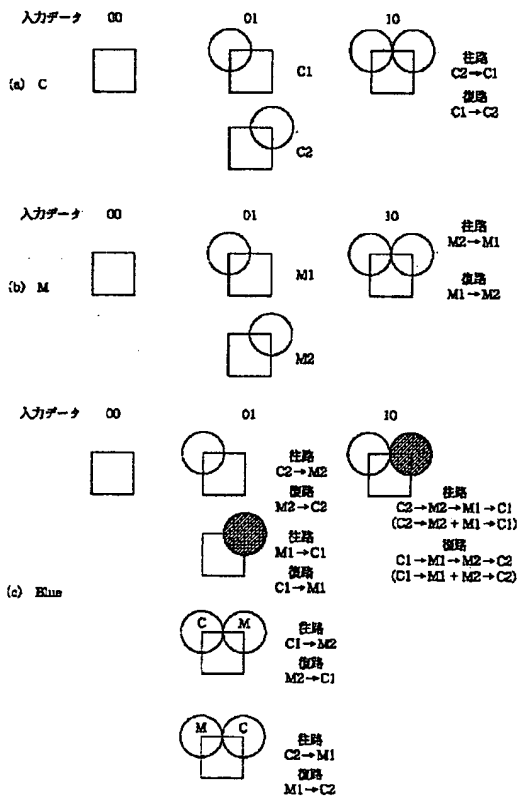 入力データ 00 01 10
(a) C
C1
往路
C2→C1
復路
C1→C2
C2
入力データ 00 01 10
(b) M
M1
往路
M2→M1
復路
M1→M2
M2
入力データ 00 01 10
往路
C2→M2
復路
M2→C2
往路
C2→M2→M1→C1
(C2→M2+M1→C1)
復路
C1→M1→M2→C2
(C1→M1+M2→C2)
往路
M1→C1
復路
C1→M1
(c) Blue
C M
往路
C1→M2
復路
M2→C1
M C
往路
C2→M1
復路
M1→C2